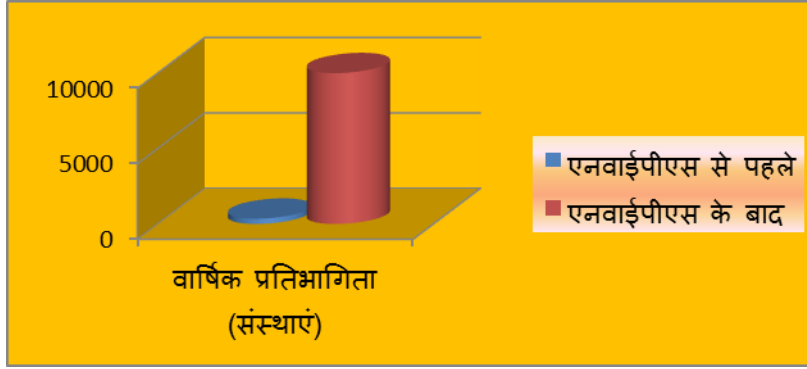 10000
5000
0
वार्षिक प्रतिभागिता
(संस्थाएं)
एनवाईपीएस से पहले
एनवाईपीएस के बाद